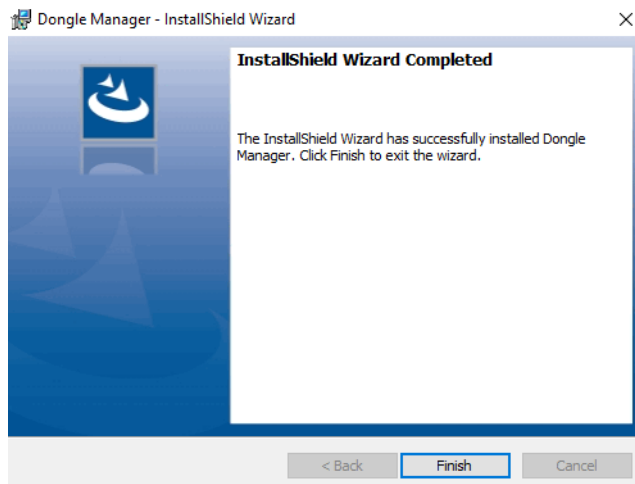 Dongle Manager - InstallShield Wizard
InstallShield Wizard Completed
The InstallShield Wizard has successfully installed Dongle
Manager. Click Finish to exit the wizard.
< Back Finish Cancel